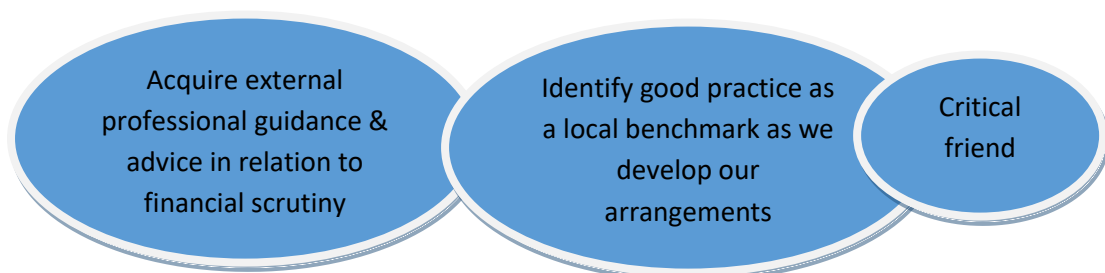 Acquire external
professional guidance &
advice in relation to
financial scrutiny
Identify good practice as
a local benchmark as we
develop our
arrangements
Critical
friend